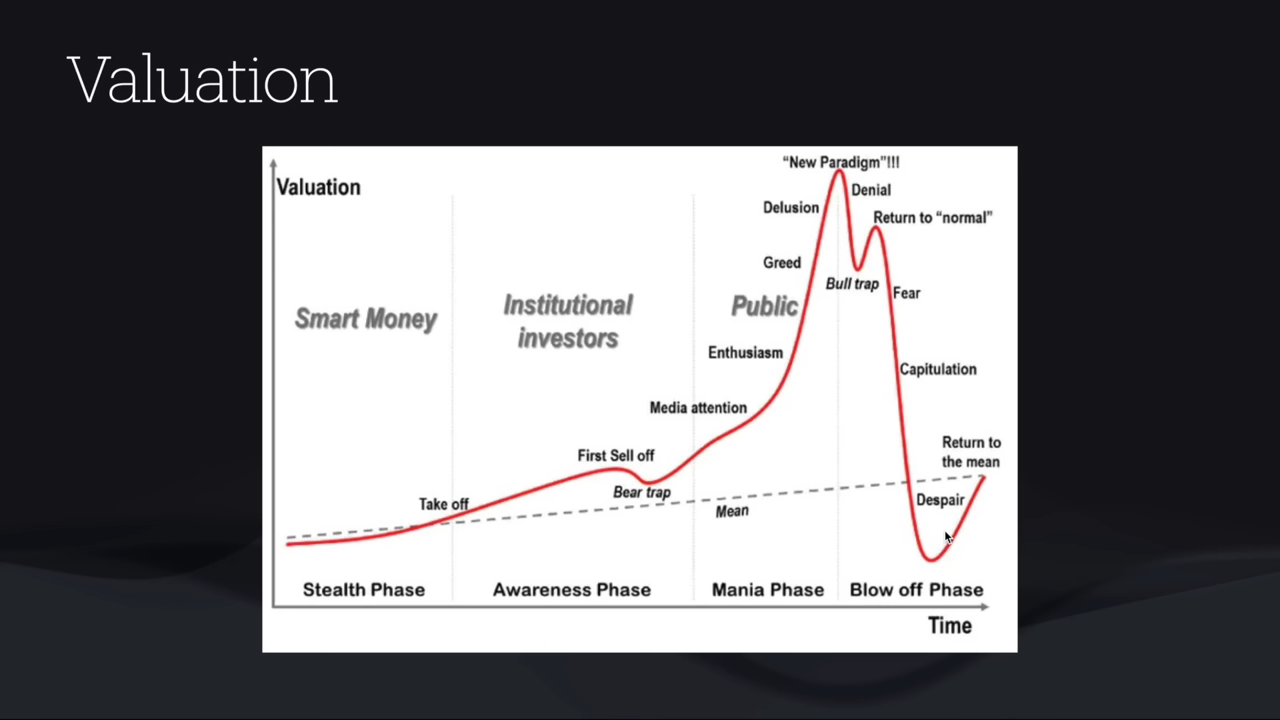 Valuation
Valuation
"New Paradigm"!!!
Denial
Delusion
Return to "normal"
Greed
Bull trap
Fear
Smart Money
Institutional
investors
Public
Enthusiasm
Capitulation
Media attention
First Sell off
Bear trap
Return to
the mean
Take off
Mean
Despair
Stealth Phase
Awareness Phase
Mania Phase
Blow off Phase
Time